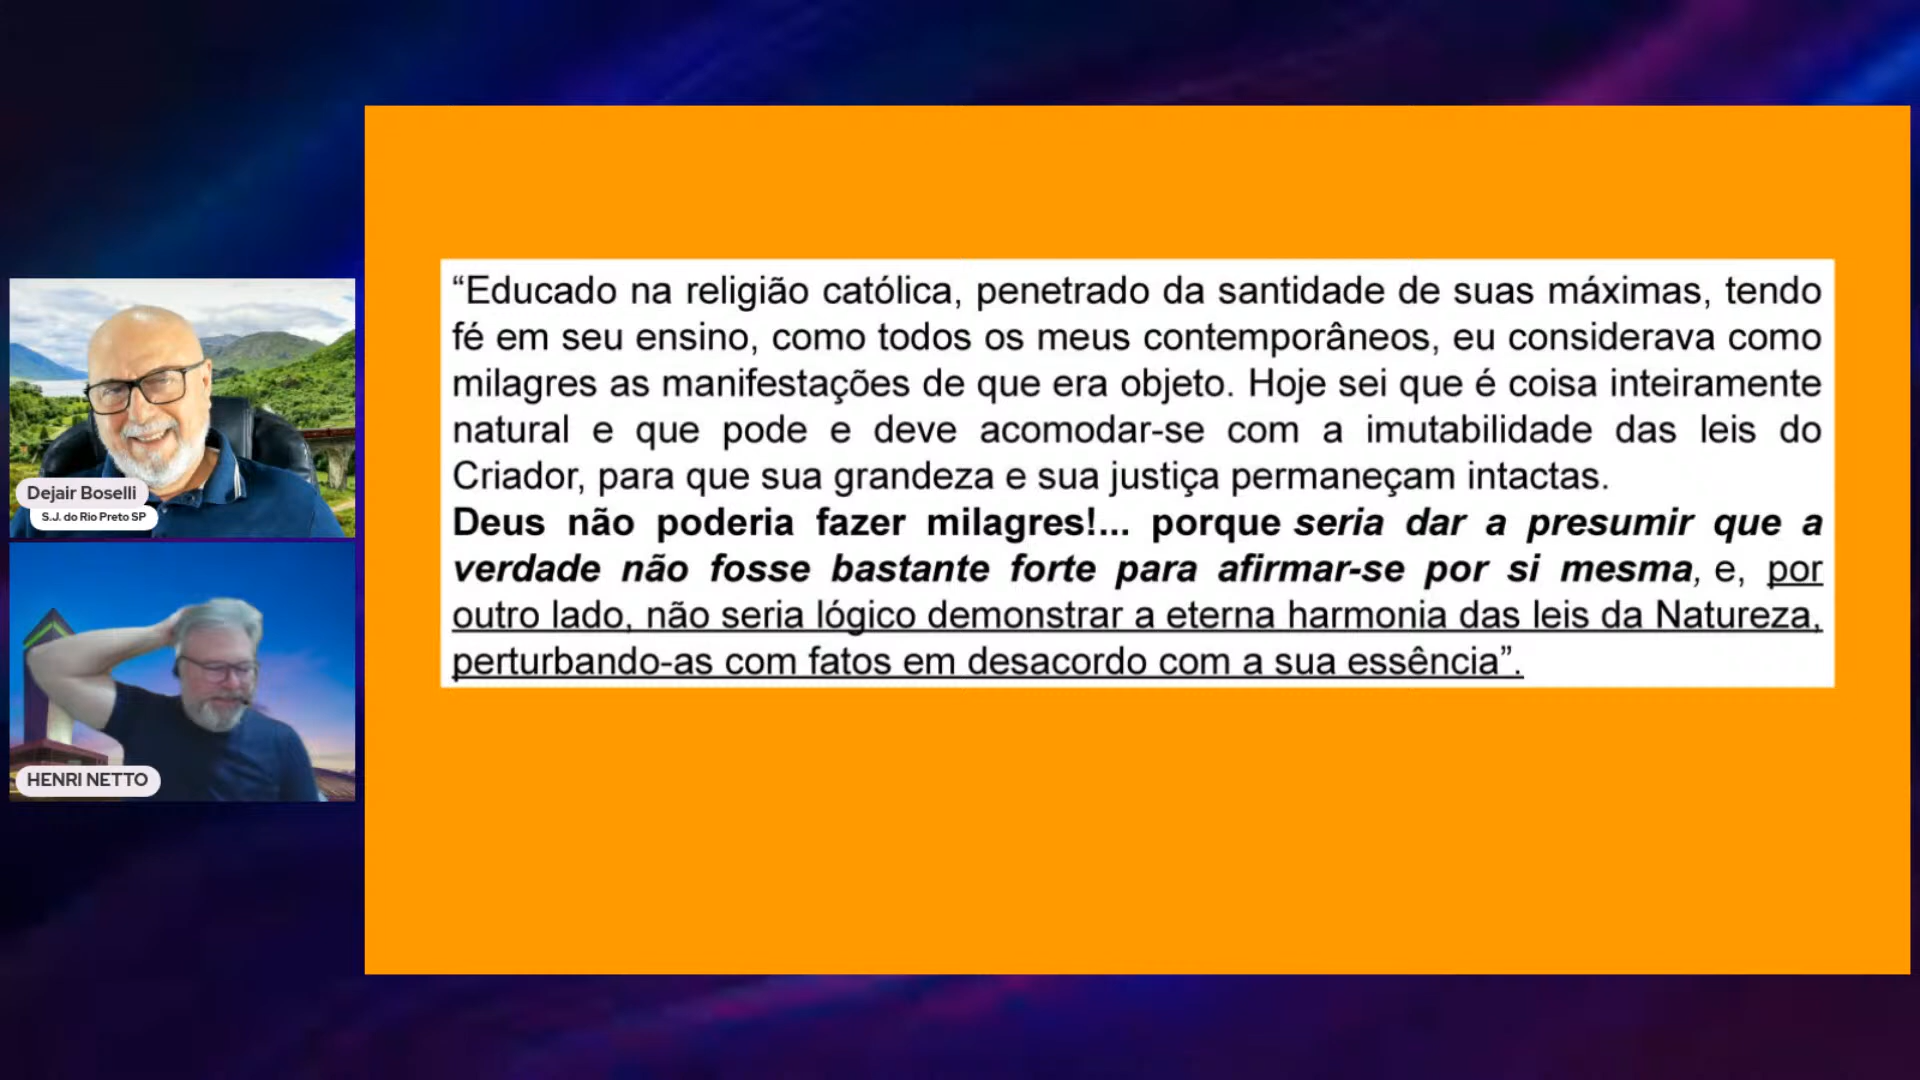 “Educado na religião católica, penetrado da santidade de suas máximas, tendo
fé em seu ensino, como todos os meus contemporâneos, eu considerava como
milagres as manifestações de que era objeto. Hoje sei que é coisa inteiramente
natural e que pode e deve acomodar-se com a imutabilidade das leis do
Criador, para que sua grandeza e sua justiça permaneçam intactas.
Deus não poderia fazer milagres!... porque seria dar a presumir que a
verdade não fosse bastante forte para afirmar-se por si mesma, e, por
outro lado, não seria lógico demonstrar a eterna harmonia das leis da Natureza,
perturbando-as com fatos em desacordo com a sua essência”.
Dejair Boselli
S.J. do Rio Preto SP
HENRI NETTO